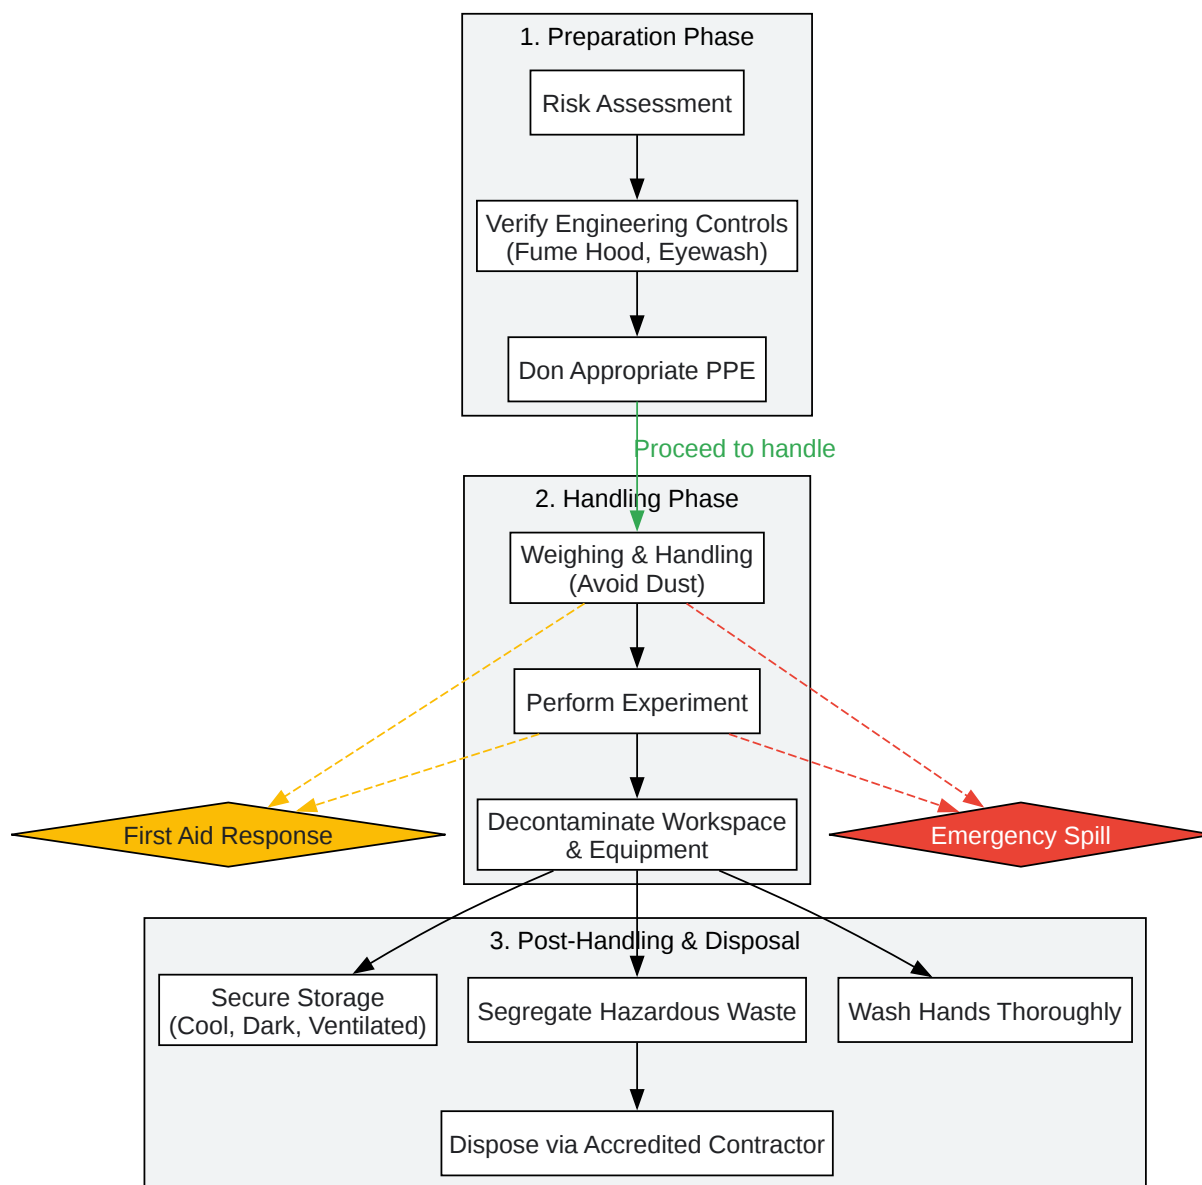 1. Preparation Phase
Risk Assessment
Verify Engineering Controls
(Fume Hood, Eyewash)
Don Appropriate PPE
Proceed to handle
2. Handling Phase
Weighing & Handling
(Avoid Dust)
Perform Experiment
First Aid Response
Decontaminate Workspace
& Equipment
Emergency Spill
3. Post-Handling & Disposal
Secure Storage
(Cool, Dark, Ventilated)
Segregate Hazardous Waste
Wash Hands Thoroughly
Dispose via Accredited Contractor